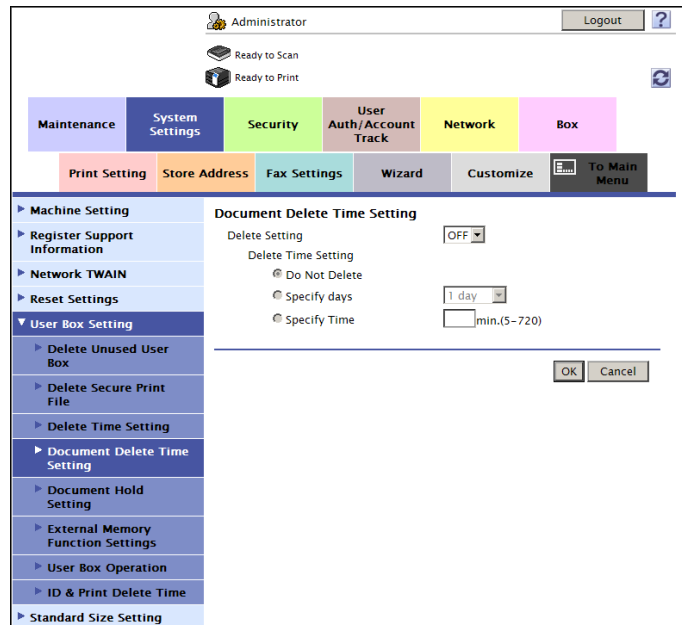 Administrator
Logout
?
Ready to Scan
Ready to Print
Maintenance
System
Settings
Security
User
Auth/Account
Track
Network
Box
Print Setting
Store Address
Fax Settings
Wizard
Customize
To Main
Menu
Machine Setting
Register Support
Information
Network TWAIN
Reset Settings
User Box Setting
Delete Unused User
Box
Delete Secure Print
File
Delete Time Setting
Document Delete Time
Setting
Document Hold
Setting
External Memory
Function Settings
User Box Operation
ID & Print Delete Time
Standard Size Setting
Document Delete Time Setting
Delete Setting OFF
Delete Time Setting
Do Not Delete
Specify days 1 day
Specify Time min.(5-720)
OK Cancel